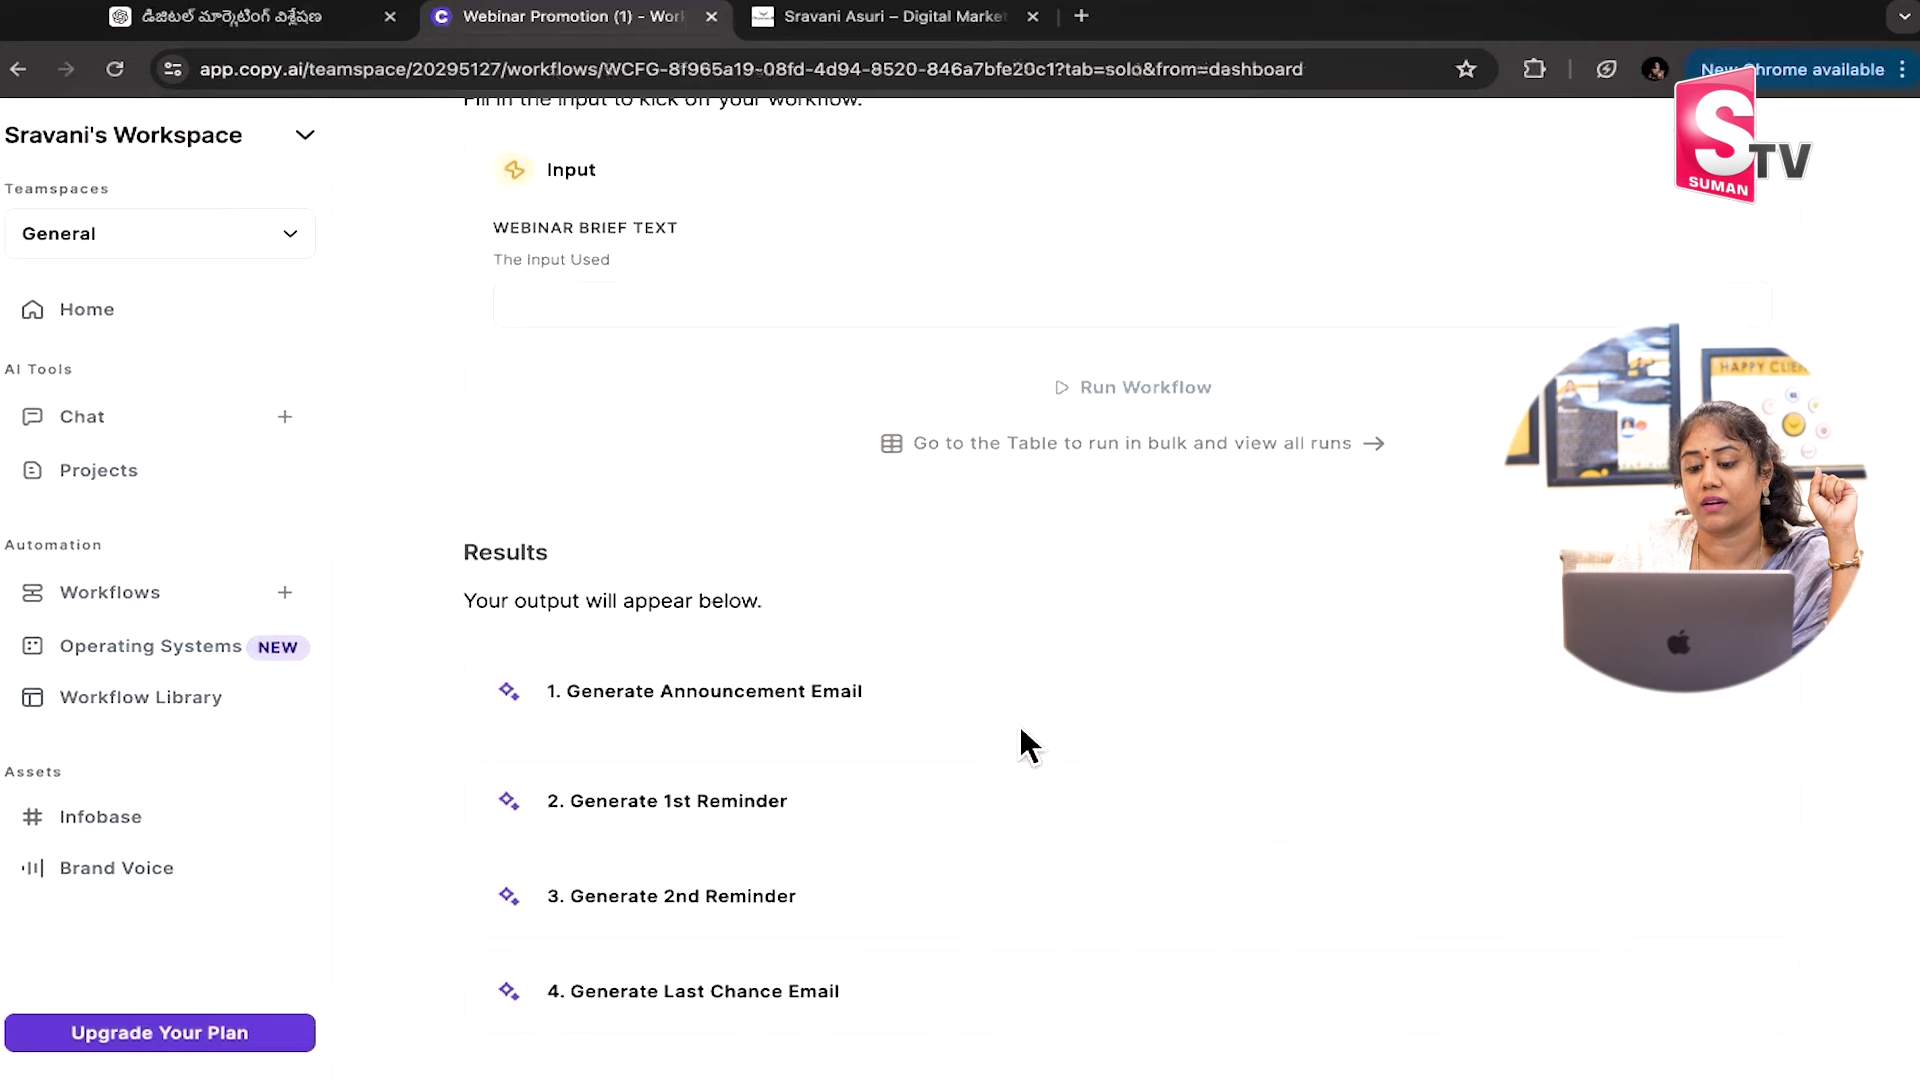 డిజిటల్ మార్కెటింగ్ విశ్లేషణ
Webinar Promotion (1) - Wor
Sravani Asuri – Digital Market
app.copy.ai/teamspace/20295127/workflows/WCFG-8f965a19-08fd-4d94-8520-846a7bfe20c1?tab=solo&from=dashboard
New Chrome available
S TV
SUMAN
Sravani's Workspace
Teamspaces
General
Home
AI Tools
Chat
Projects
Automation
Workflows
Operating Systems NEW
Workflow Library
Assets
Infobase
Brand Voice
Upgrade Your Plan
Fill in the input to kick off your workflow.
Input
WEBINAR BRIEF TEXT
The Input Used
Run Workflow
Go to the Table to run in bulk and view all runs
Results
Your output will appear below.
1. Generate Announcement Email
2. Generate 1st Reminder
3. Generate 2nd Reminder
4. Generate Last Chance Email
HAPPY CLIEN